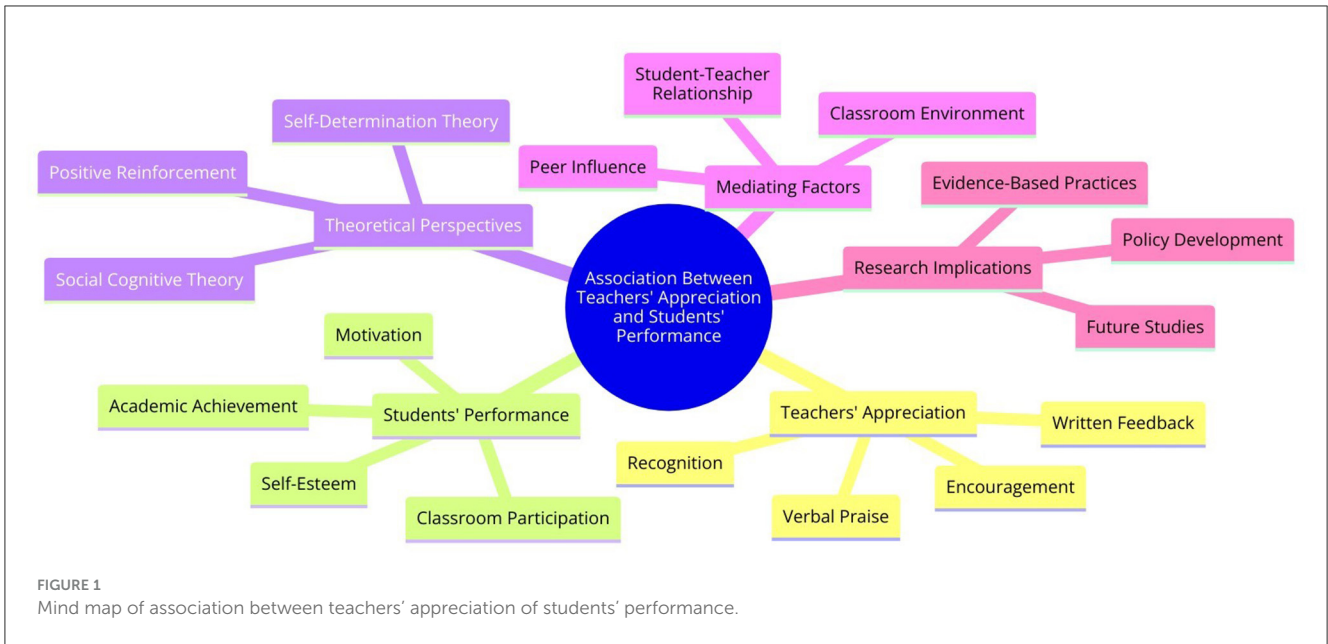 Student-Teacher
Relationship
Classroom Environment
Self-Determination Theory
Peer Influence
Mediating Factors
Positive Reinforcement
Evidence-Based Practices
Theoretical Perspectives
Policy Development
Research Implications
Social Cognitive Theory
Association Between
Teachers' Appreciation
and Students'
Performance
Future Studies
Motivation
Academic Achievement
Students' Performance
Teachers' Appreciation
Written Feedback
Recognition
Self-Esteem
Encouragement
Classroom Participation
Verbal Praise
FIGURE 1
Mind map of association between teachers’ appreciation of students’ performance.